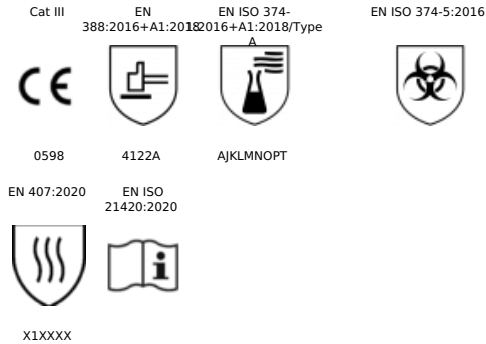 Cat III
EN
388:2016+A1:2018
EN ISO 374-
1:2016+A1:2018/Type
A
EN ISO 374-5:2016
CE
0598
4122A
AJKLMNOPT
EN 407:2020
EN ISO
21420:2020
i
X1XXXX